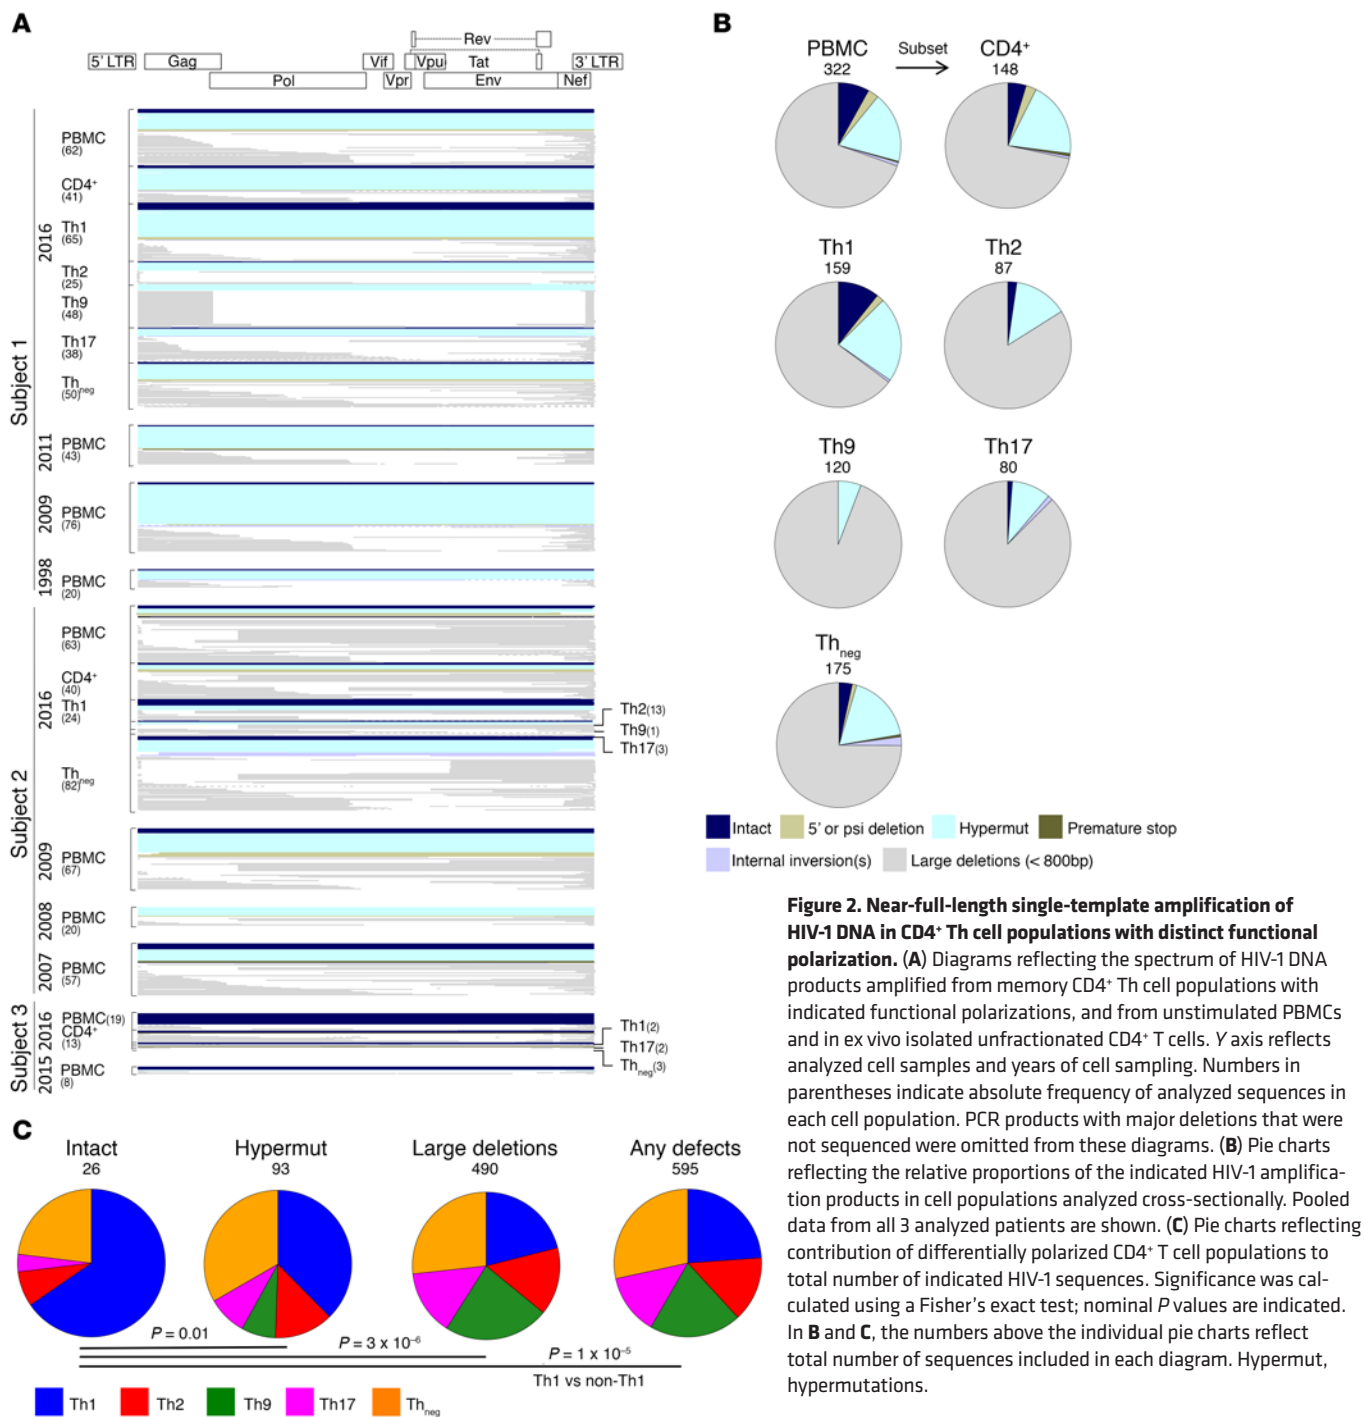 A
Rev
5' LTR
Gag
Vif
Vpu
Tat
3' LTR
Pol
Vpr
Env
Nef
Subject 1
2016
PBMC
(62)
CD4+
(41)
Th1
(65)
Th2
(25)
Th9
(48)
Th17
(38)
Thneg
(50)
2011
PBMC
(43)
2009
PBMC
(76)
1998
PBMC
(20)
Subject 2
2016
PBMC
(63)
CD4+
(40)
Th1
(24)
Th2(13)
Th9(1)
Th17(3)
Thneg
(82)
2009
PBMC
(67)
2008
PBMC
(20)
2007
PBMC
(57)
Subject 3
2016
PBMC(19)
CD4+
(13)
Th1(2)
Th17(2)
Thneg(3)
2015
PBMC
(8)
B
PBMC
322
Subset
CD4+
148
Th1
159
Th2
87
Th9
120
Th17
80
Thneg
175
Intact
5' or psi deletion
Hypermut
Premature stop
Internal inversion(s)
Large deletions (< 800bp)
C
Intact
26
Hypermut
93
Large deletions
490
Any defects
595
P = 0.01
P = 3 x 10–6
P = 1 x 10–5
Th1 vs non-Th1
Th1
Th2
Th9
Th17
Thneg
Figure 2. Near-full-length single-template amplification of
HIV-1 DNA in CD4+ Th cell populations with distinct functional
polarization. (A) Diagrams reflecting the spectrum of HIV-1 DNA
products amplified from memory CD4+ Th cell populations with
indicated functional polarizations, and from unstimulated PBMCs
and in ex vivo isolated unfractionated CD4+ T cells. Y axis reflects
analyzed cell samples and years of cell sampling. Numbers in
parentheses indicate absolute frequency of analyzed sequences in
each cell population. PCR products with major deletions that were
not sequenced were omitted from these diagrams. (B) Pie charts
reflecting the relative proportions of the indicated HIV-1 amplifica-
tion products in cell populations analyzed cross-sectionally. Pooled
data from all 3 analyzed patients are shown. (C) Pie charts reflecting
contribution of differentially polarized CD4+ T cell populations to
total number of indicated HIV-1 sequences. Significance was cal-
culated using a Fisher's exact test; nominal P values are indicated.
In B and C, the numbers above the individual pie charts reflect
total number of sequences included in each diagram. Hypermut,
hypermutations.